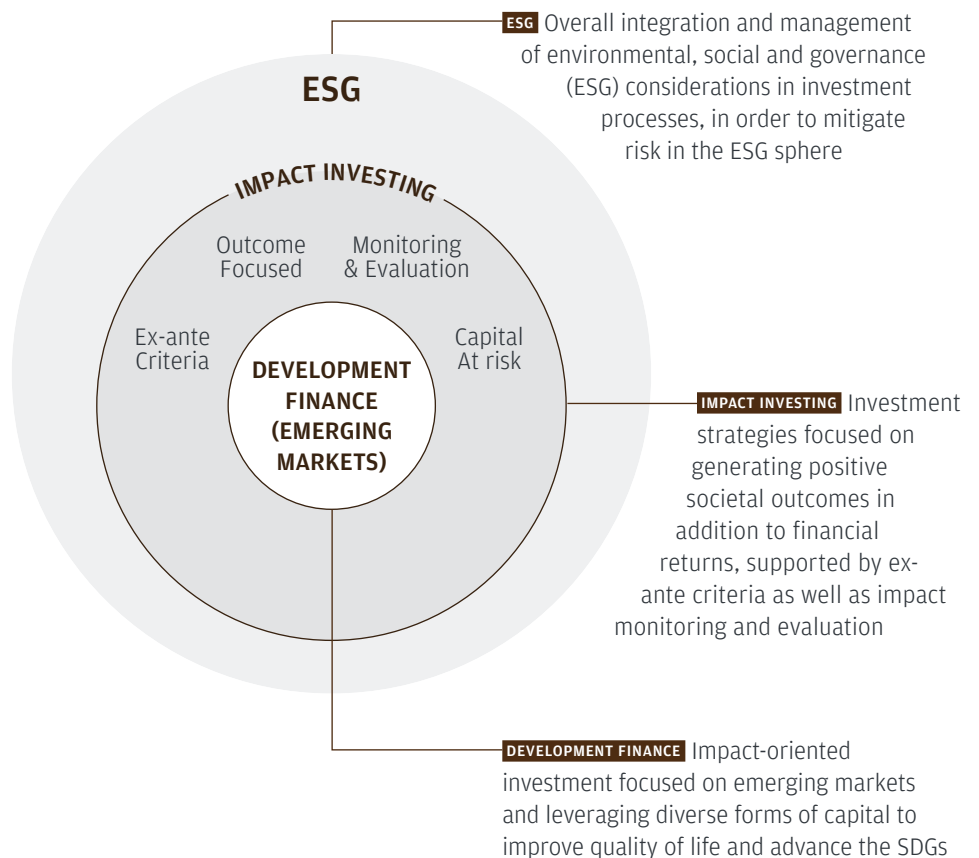 ESG Overall integration and management
of environmental, social and governance
(ESG) considerations in investment
processes, in order to mitigate
risk in the ESG sphere
ESG
IMPACT INVESTING
Outcome
Focused
Monitoring
& Evaluation
Ex-ante
Criteria
Capital
At risk
DEVELOPMENT
FINANCE
(EMERGING
MARKETS)
IMPACT INVESTING Investment
strategies focused on
generating positive
societal outcomes in
addition to financial
returns, supported by ex-
ante criteria as well as impact
monitoring and evaluation
DEVELOPMENT FINANCE Impact-oriented
investment focused on emerging markets
and leveraging diverse forms of capital to
improve quality of life and advance the SDGs